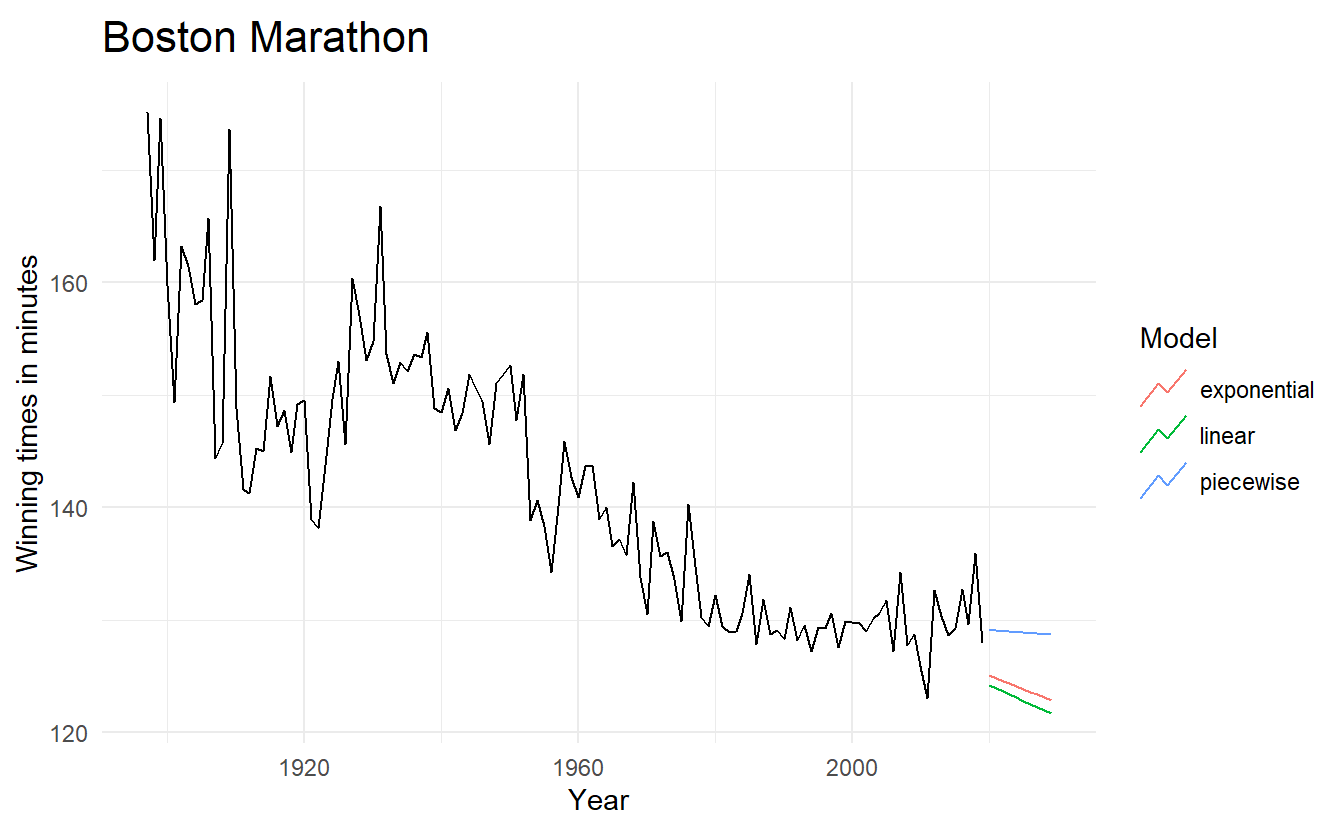 Boston Marathon
Winning times in minutes
160
140
120
1920
1960
2000
Year
Model
exponential
linear
piecewise